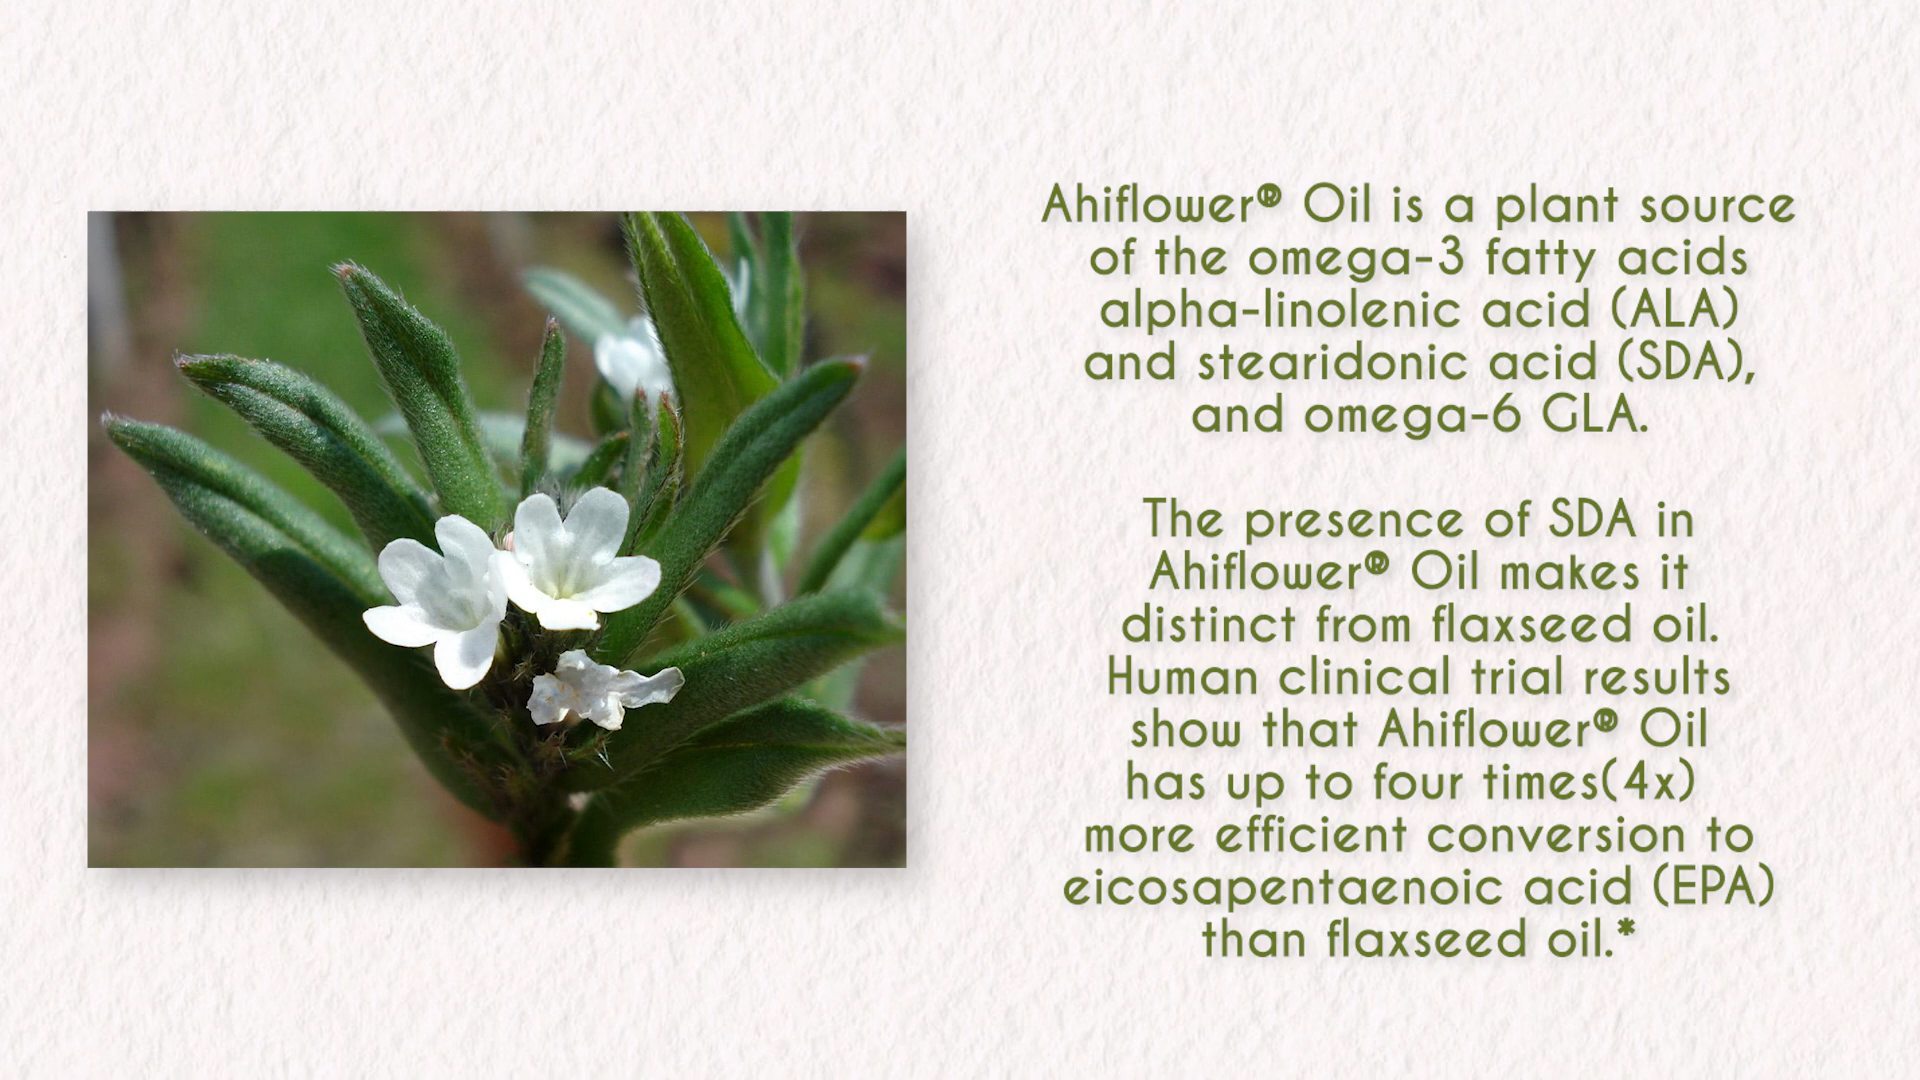 Ahiflower® Oil is a plant source
of the omega-3 fatty acids
alpha-linolenic acid (ALA)
and stearidonic acid (SDA),
and omega-6 GLA.
The presence of SDA in
Ahiflower® Oil makes it
distinct from flaxseed oil.
Human clinical trial results
show that Ahiflower® Oil
has up to four times(4x)
more efficient conversion to
eicosapentaenoic acid (EPA)
than flaxseed oil.*